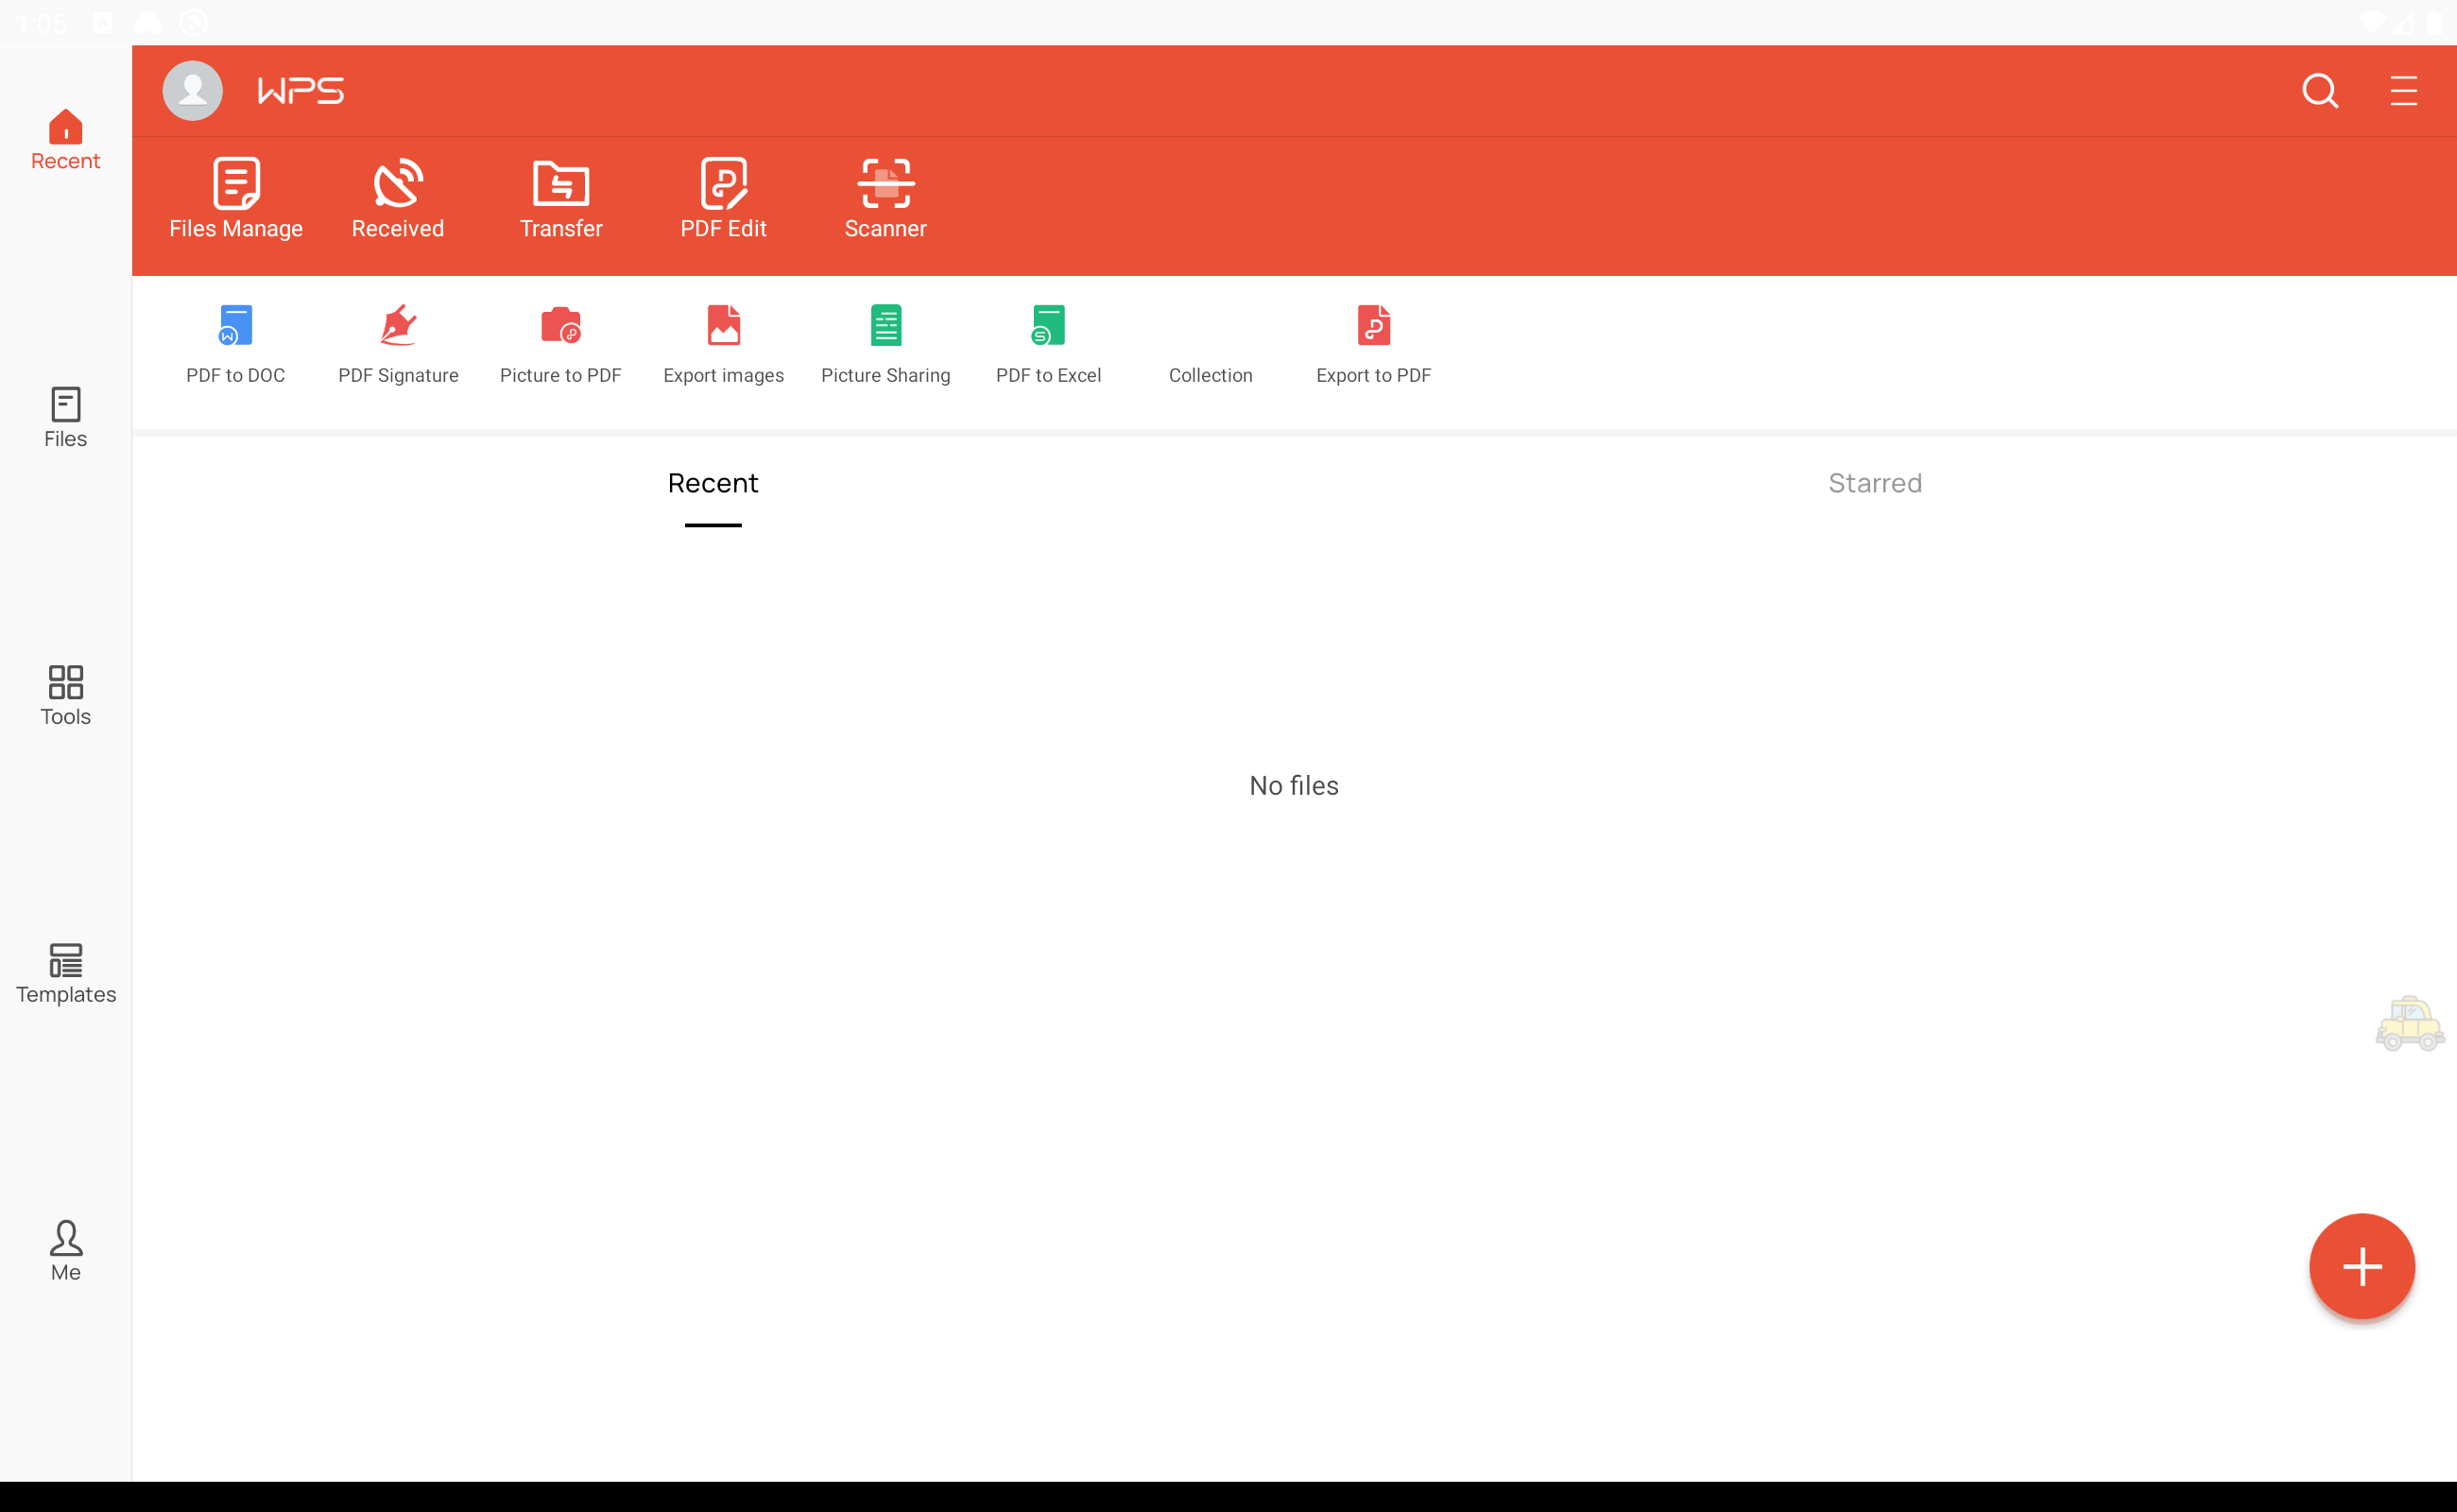 1:05
WPS
Recent
Files Manage
Received
Transfer
PDF Edit
Scanner
PDF to DOC
PDF Signature
Picture to PDF
Export images
Picture Sharing
PDF to Excel
Collection
Export to PDF
Files
Recent
Starred
Tools
No files
Templates
Me